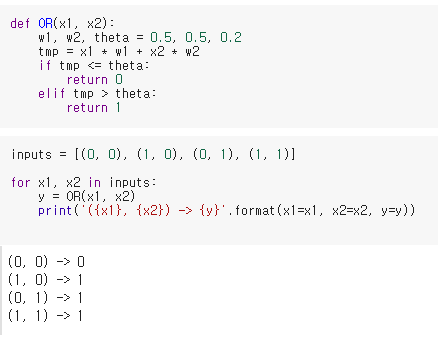 def OR(x1, x2):
    w1, w2, theta = 0.5, 0.5, 0.2
    tmp = x1 * w1 + x2 * w2
    if tmp <= theta:
        return 0
    elif tmp > theta:
        return 1
inputs = [(0, 0), (1, 0), (0, 1), (1, 1)]
for x1, x2 in inputs:
    y = OR(x1, x2)
    print('({x1}, {x2}) -> {y}'.format(x1=x1, x2=x2, y=y))
(0, 0) -> 0
(1, 0) -> 1
(0, 1) -> 1
(1, 1) -> 1